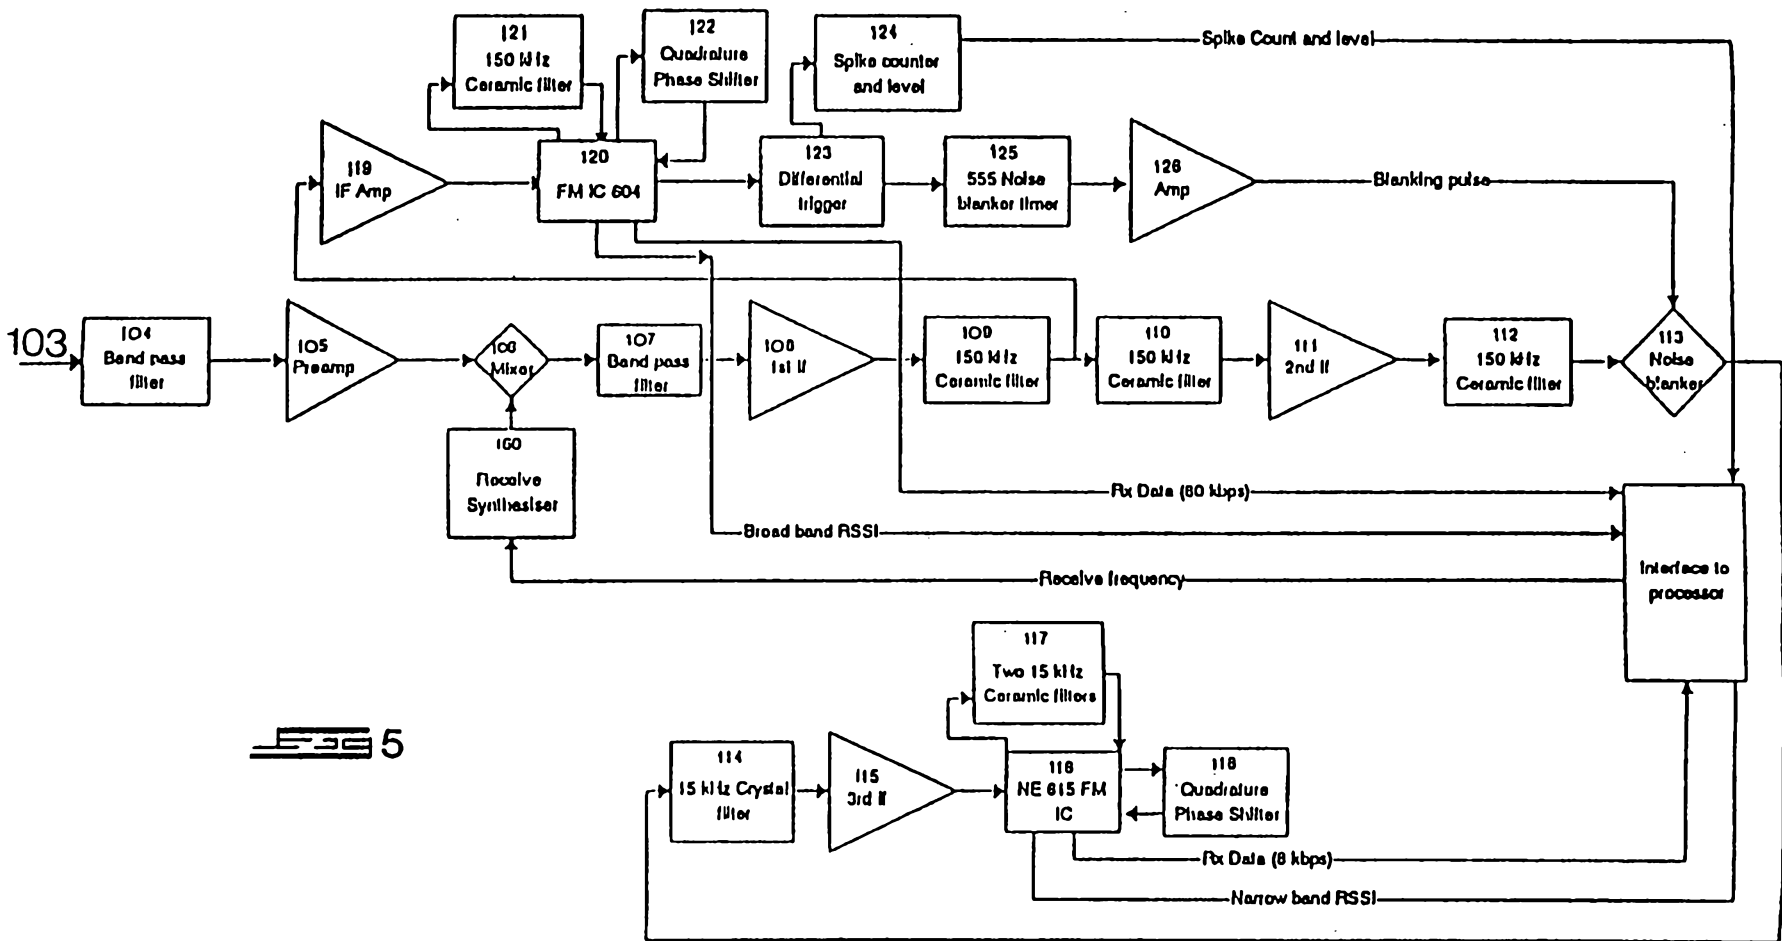 121
150 kHz
Ceramic filter
122
Quadrature
Phase Shifter
124
Spike counter
and level
Spike Count and level
119
IF Amp
120
FM IC 604
123
Differential
trigger
125
555 Noise
blanker timer
126
Amp
Blanking pulse
103
104
Band pass
filter
105
Preamp
106
Mixer
107
Band pass
filter
108
1st if
109
150 kHz
Ceramic filter
110
150 kHz
Ceramic filter
111
2nd if
112
150 kHz
Ceramic filter
113
Noise
blanker
160
Receive
Synthesiser
Rx Data (80 kbps)
Broad band RSSI
Receive frequency
Interface to
processor
117
Two 15 kHz
Ceramic filters
5
114
15 kHz Crystal
filter
115
3rd if
116
NE 615 FM
IC
118
Quadrature
Phase Shifter
Rx Data (8 kbps)
Narrow band RSSI